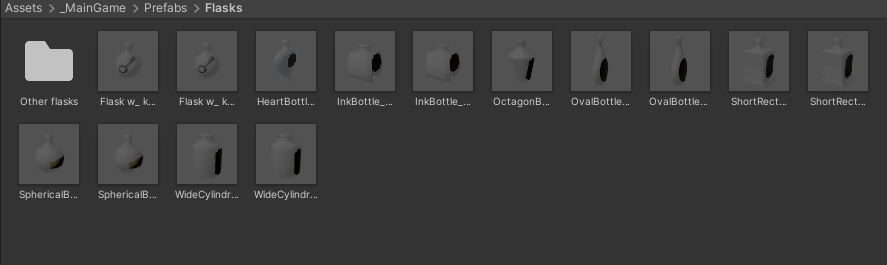 Assets > _MainGame > Prefabs > Flasks
Other flasks
Flask w_ k...
Flask w_ k...
HeartBottl...
InkBottle_...
InkBottle_...
OctagonB...
OvalBottle...
OvalBottle...
ShortRect...
ShortRect...
SphericalB...
SphericalB...
WideCylindr...
WideCylindr...